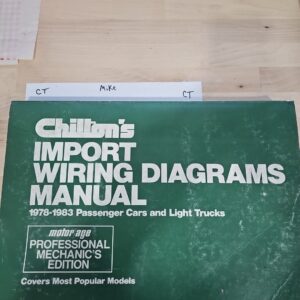 CT Mike CT
Chilton's
IMPORT
WIRING DIAGRAMS
MANUAL
1978-1983 Passenger Cars and Light Trucks
motor age
PROFESSIONAL
MECHANIC'S
EDITION
Covers Most Popular Models